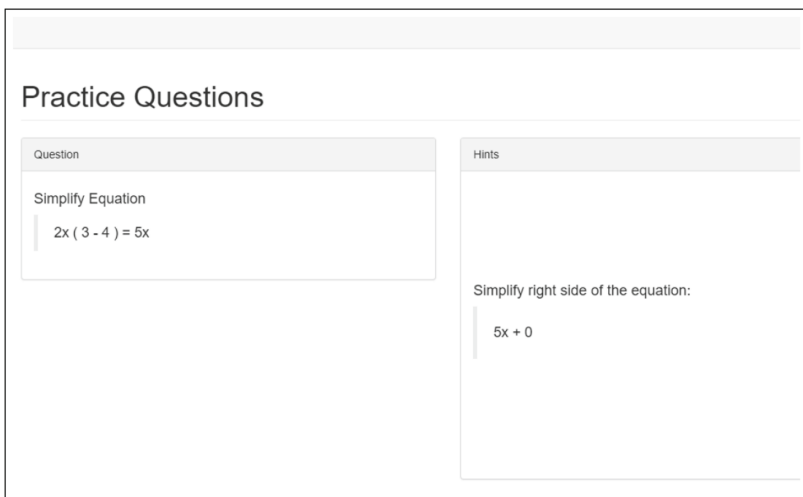 Practice Questions
Question
Simplify Equation
2x ( 3 - 4 ) = 5x
Hints
Simplify right side of the equation:
5x + 0